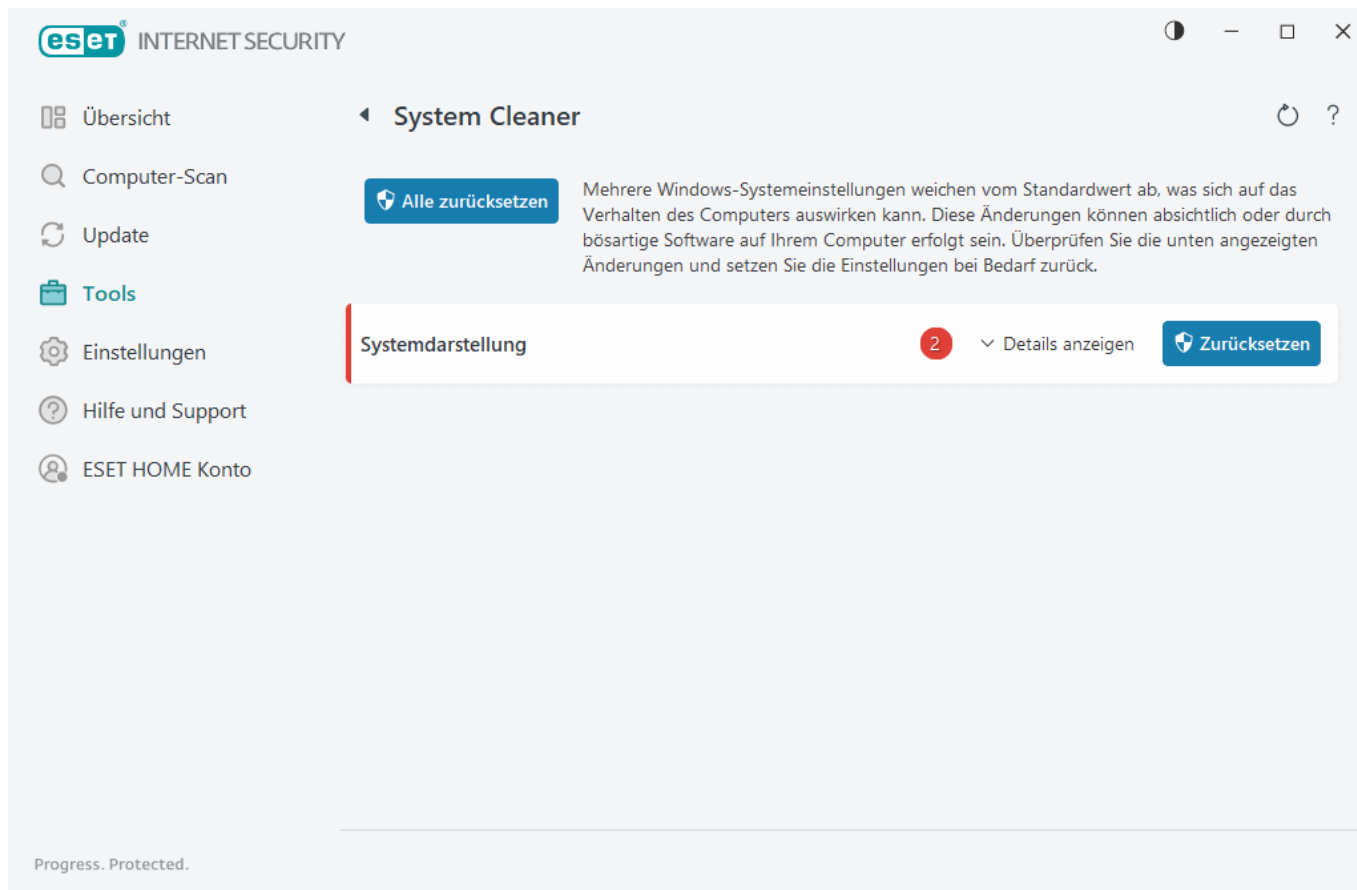 eset® INTERNET SECURITY
Übersicht
Computer-Scan
Update
Tools
Einstellungen
Hilfe und Support
ESET HOME Konto
System Cleaner
?
Alle zurücksetzen
Mehrere Windows-Systemeinstellungen weichen vom Standardwert ab, was sich auf das
Verhalten des Computers auswirken kann. Diese Änderungen können absichtlich oder durch
bösartige Software auf Ihrem Computer erfolgt sein. Überprüfen Sie die unten angezeigten
Änderungen und setzen Sie die Einstellungen bei Bedarf zurück.
Systemdarstellung 2 Details anzeigen Zurücksetzen
Progress. Protected.